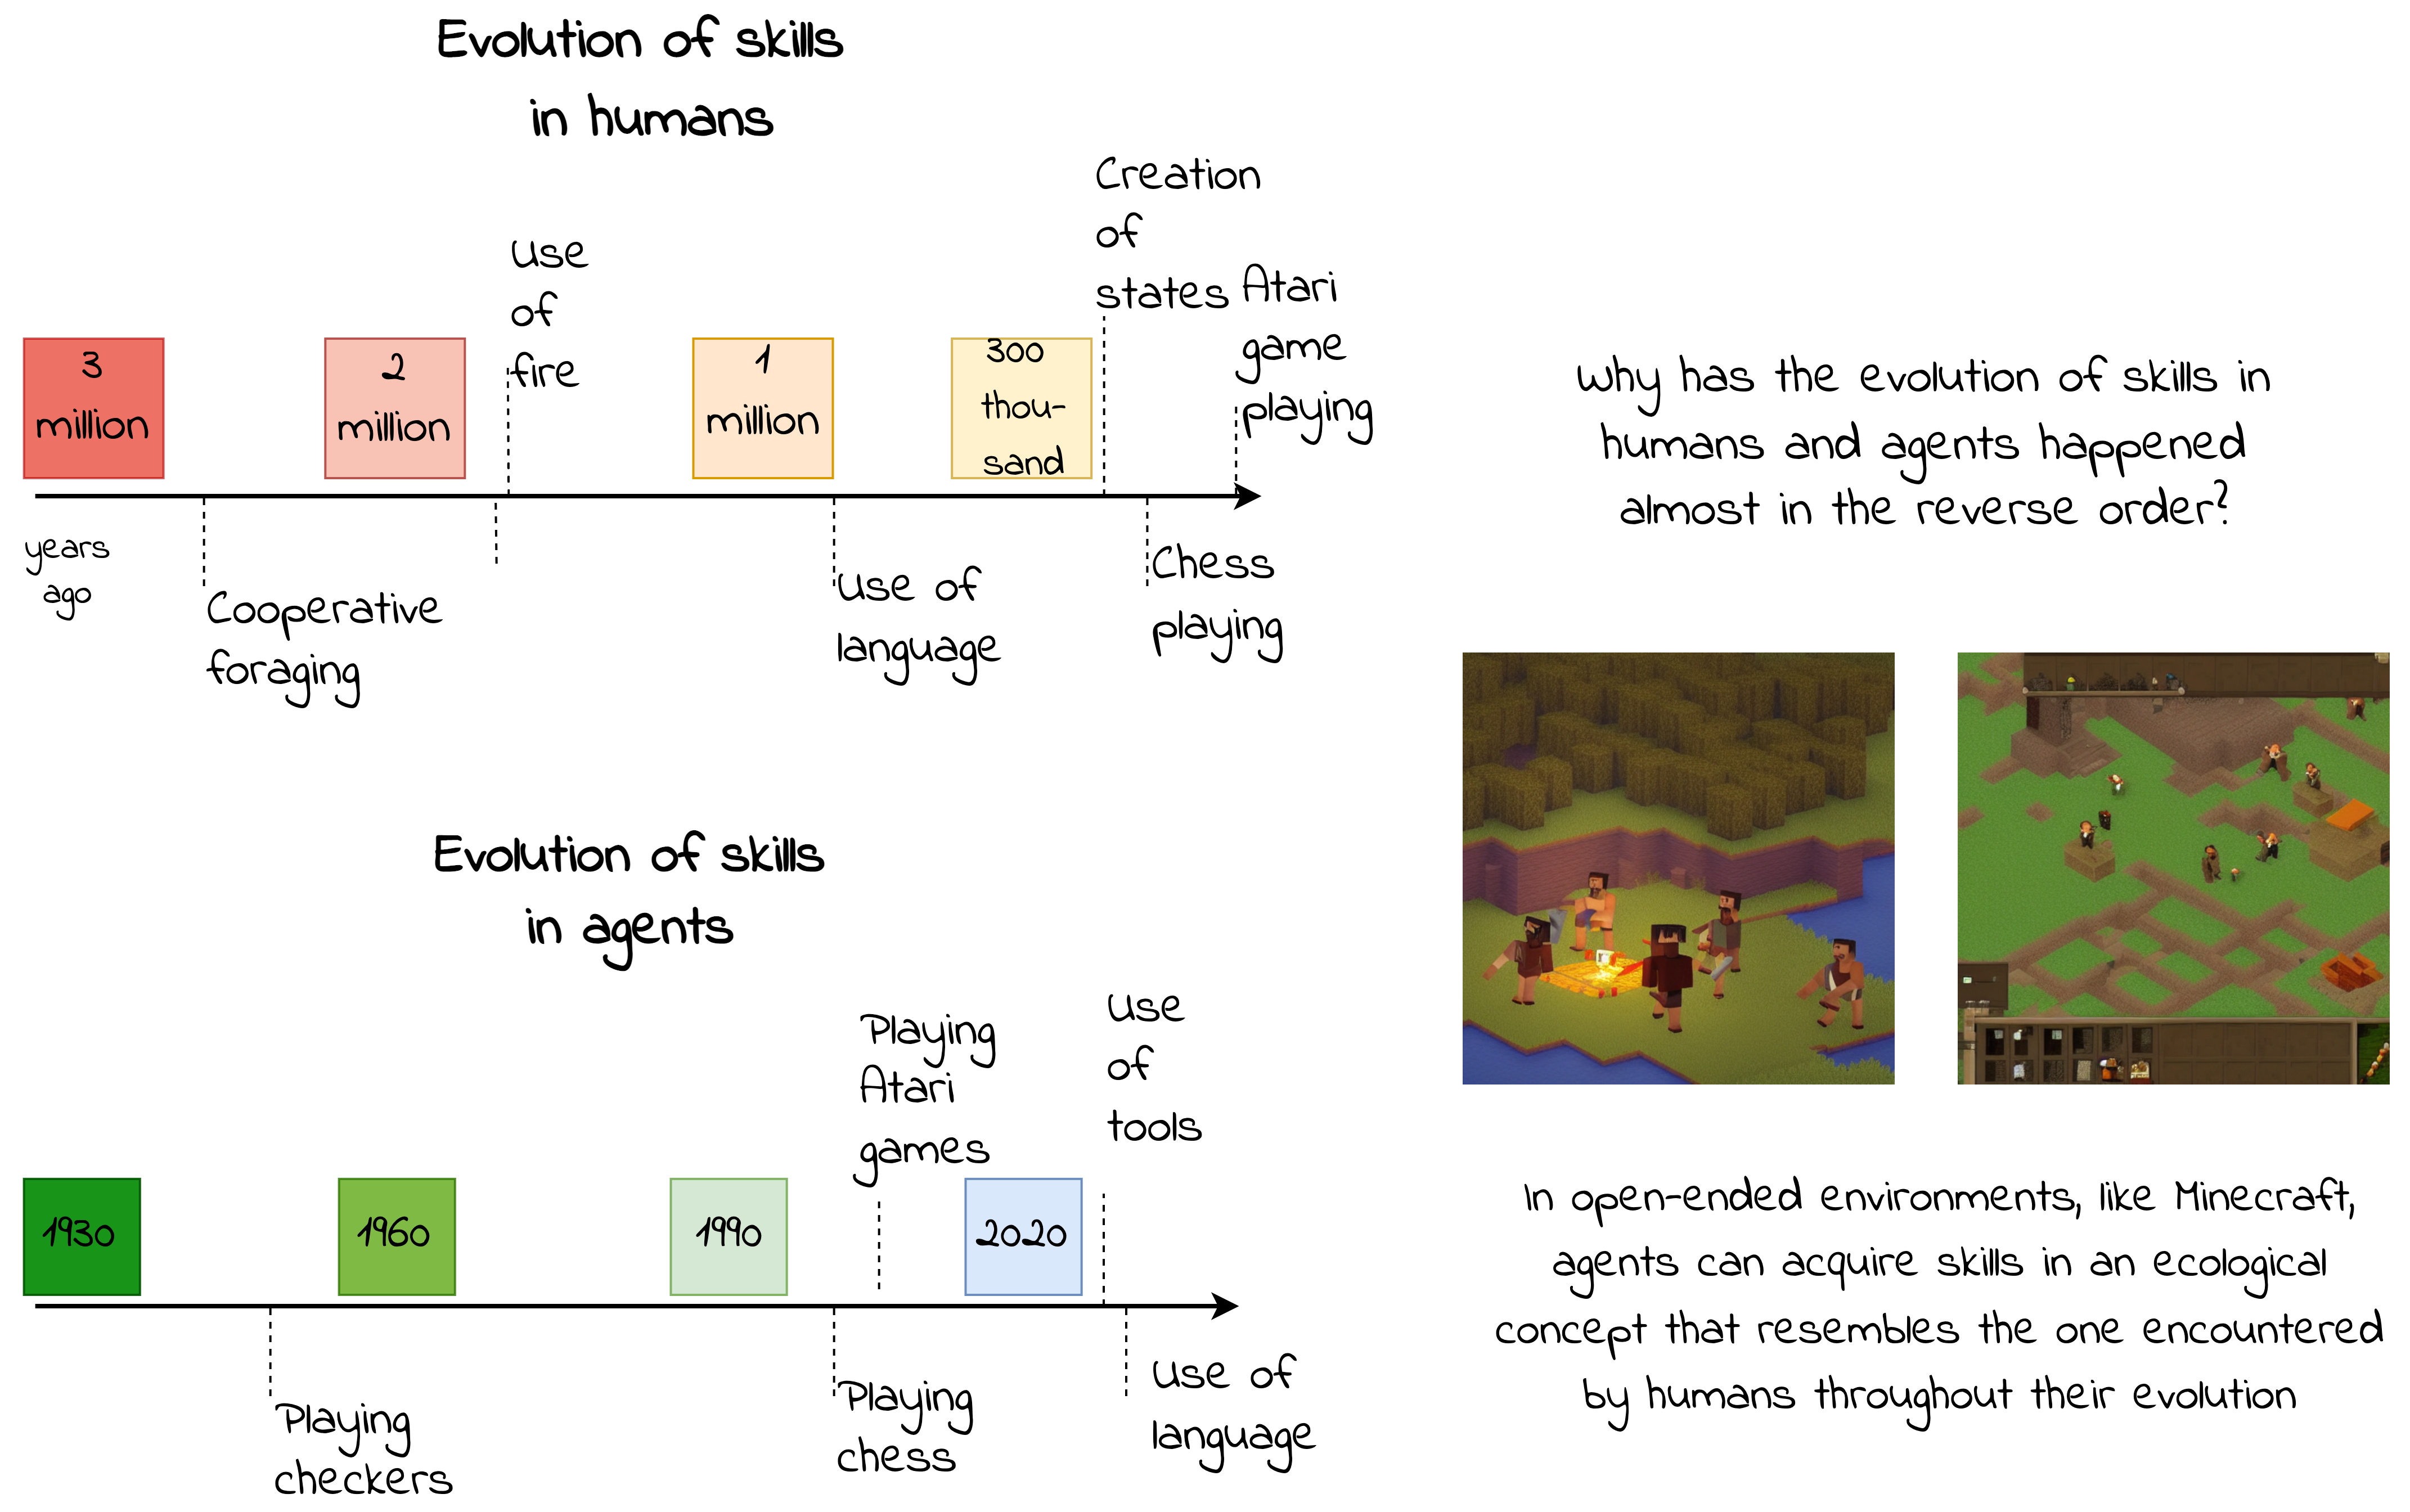 Evolution of skills
in humans
Creation
of
states
Use
of
fire
Atari
game
playing
3
million
2
million
1
million
300
thou-
sand
years
ago
Cooperative
foraging
Use of
language
Chess
playing
Evolution of skills
in agents
Playing
Atari
games
Use
of
tools
1930
1960
1990
2020
Playing
checkers
Playing
chess
Use of
language
Why has the evolution of skills in
humans and agents happened
almost in the reverse order?
In open-ended environments, like Minecraft,
agents can acquire skills in an ecological
concept that resembles the one encountered
by humans throughout their evolution